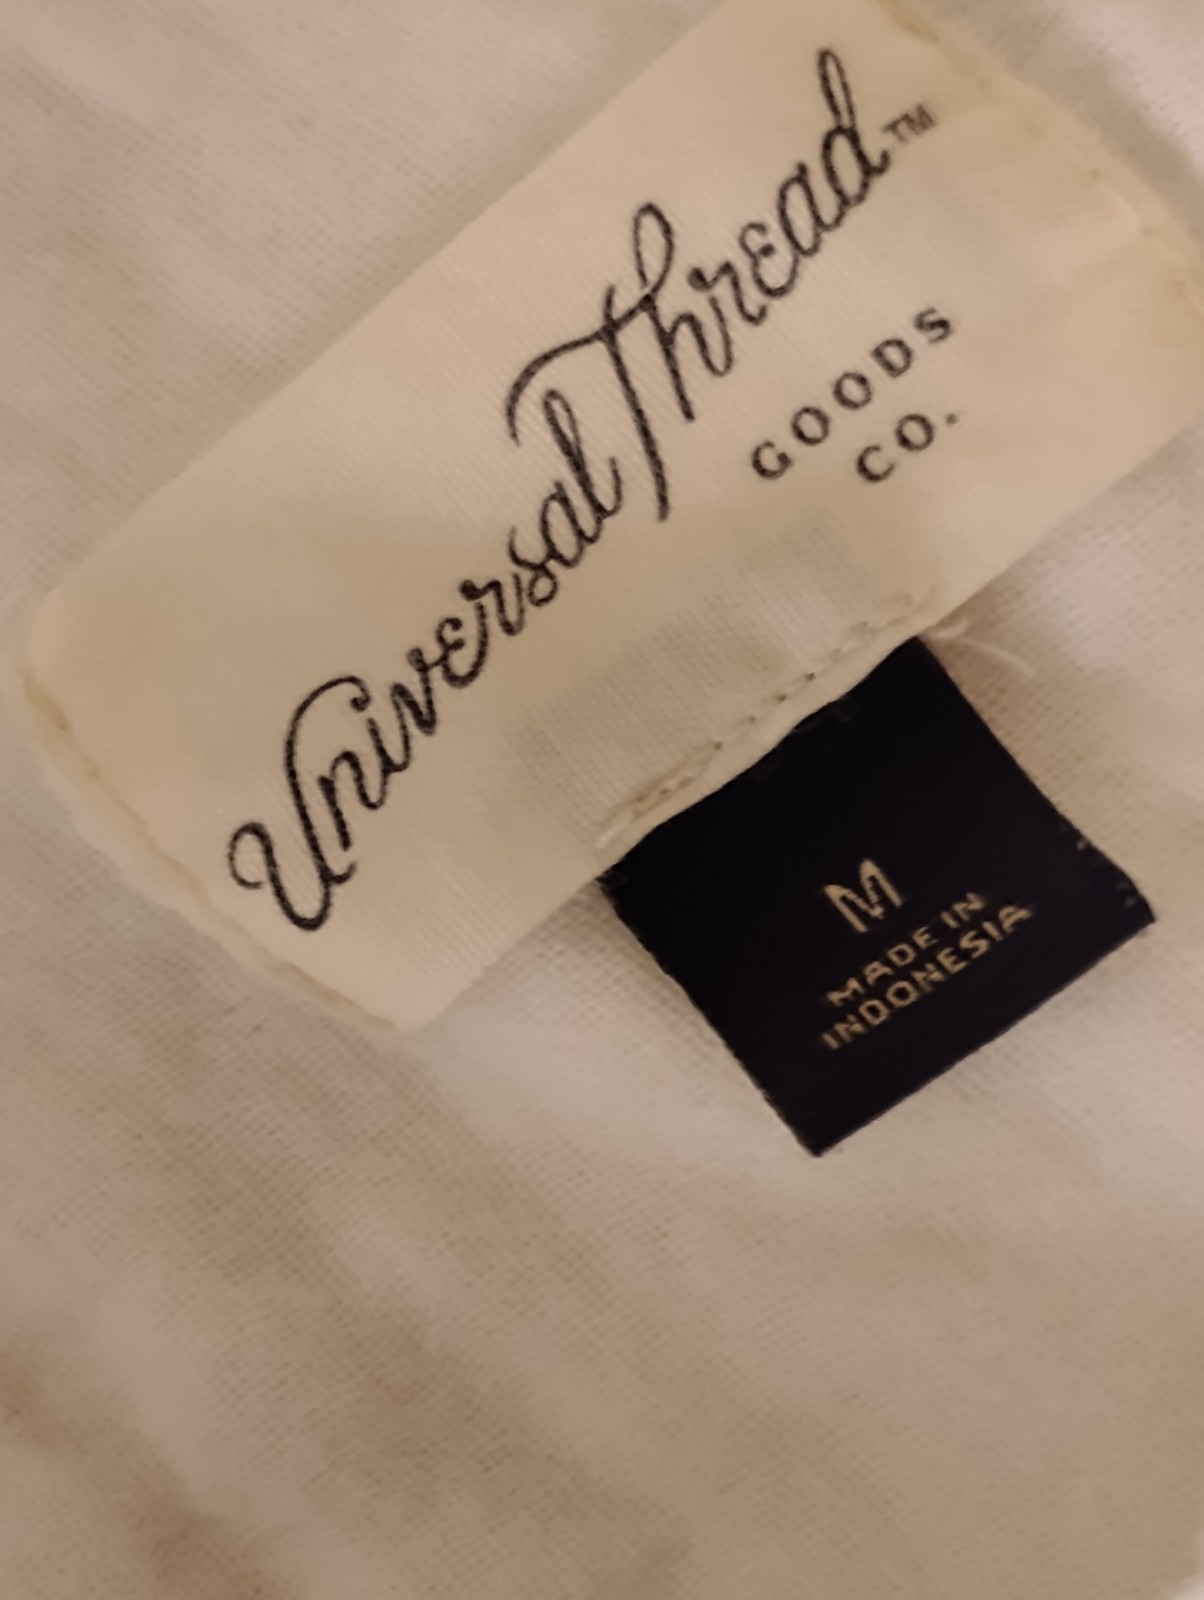 Universal Thread™
GOODS
CO.
M
MADE IN
INDONESIA